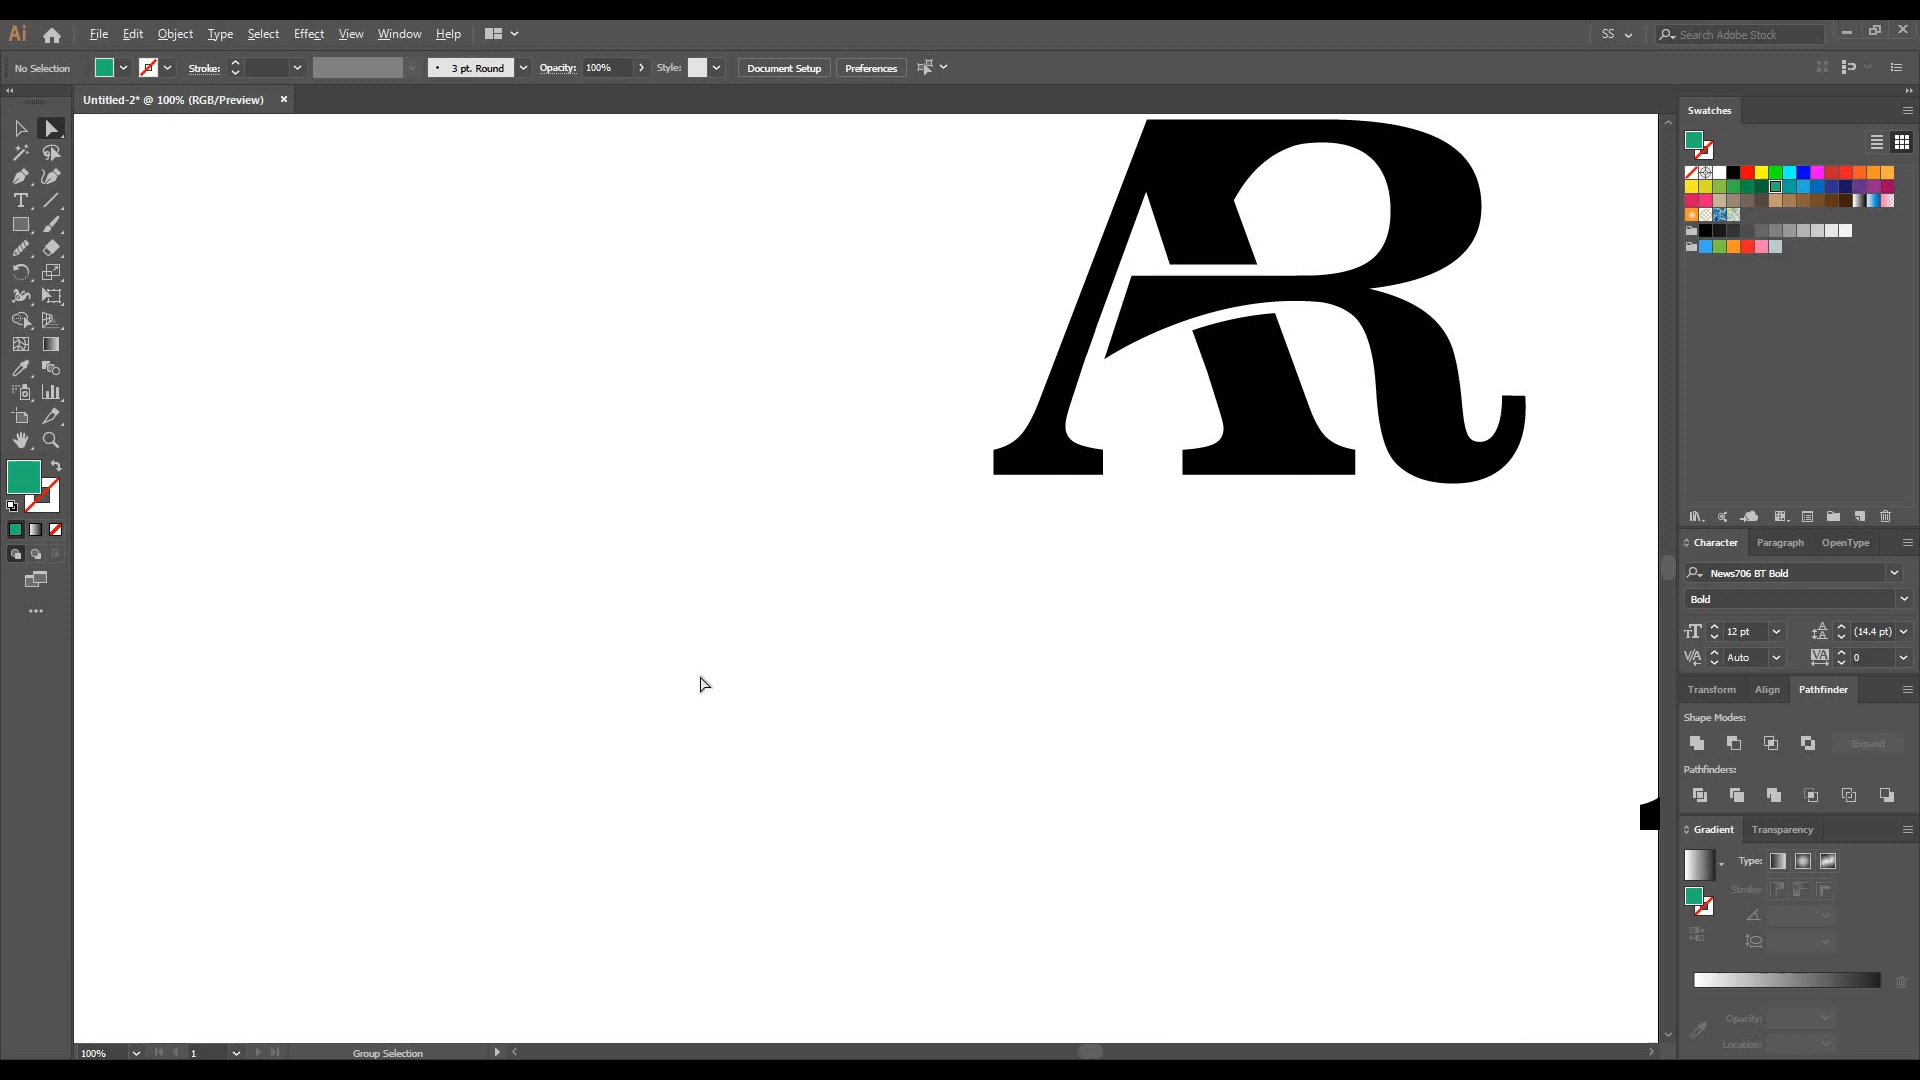 Ai File Edit Object Type Select Effect View Window Help SS Search Adobe Stock
No Selection Stroke: 3 pt. Round Opacity: 100% Style: Document Setup Preferences
Untitled-2* @ 100% (RGB/Preview)
Swatches
AR
Character Paragraph OpenType
News706 BT Bold
Bold
12 pt (14.4 pt)
Auto 0
Transform Align Pathfinder
Shape Modes:
Expand
Pathfinders:
Gradient Transparency
Type:
Stroke:
Opacity:
Location:
100% 1 Group Selection